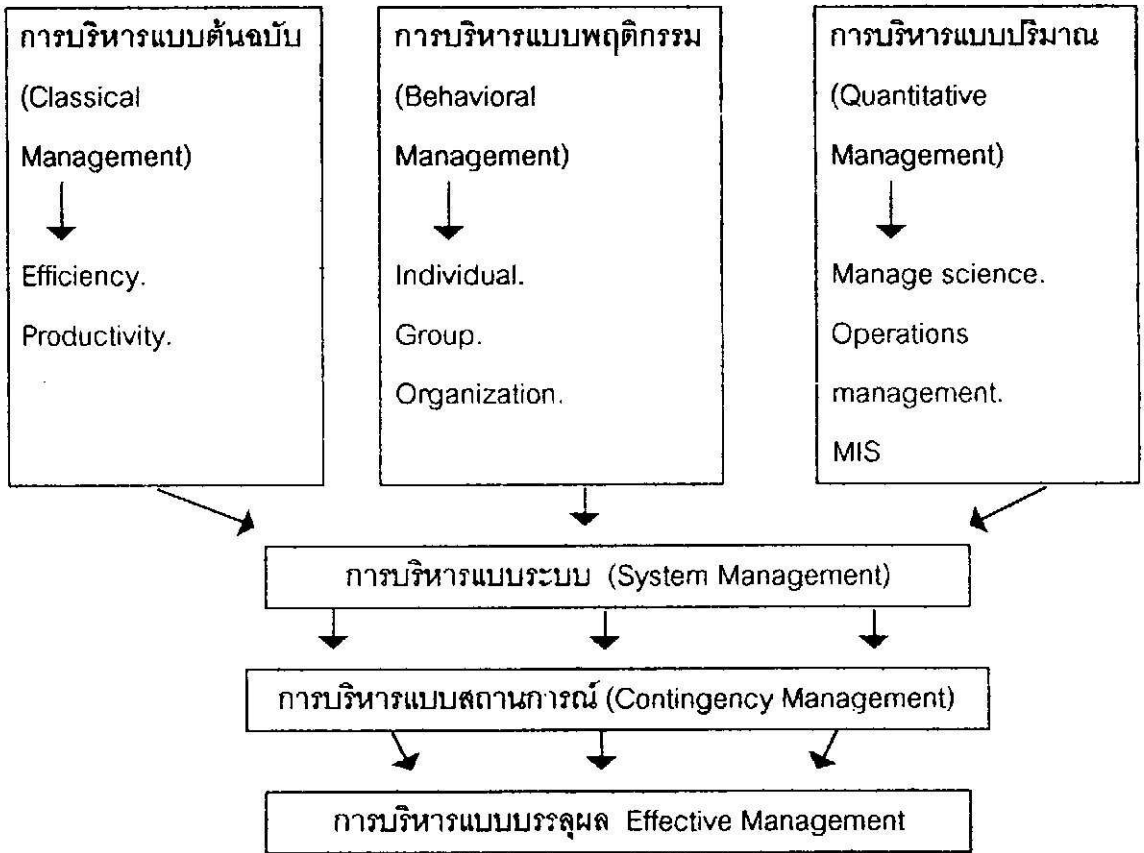 การบริหารแบบต้นฉบับ
(Classical
Management)
Efficiency.
Productivity.
การบริหารแบบพฤติกรรม
(Behavioral
Management)
Individual.
Group.
Organization.
การบริหารแบบปริมาณ
(Quantitative
Management)
Manage science.
Operations
management.
MIS
การบริหารแบบระบบ (System Management)
การบริหารแบบสถานการณ์ (Contingency Management)
การบริหารแบบบรรลุผล Effective Management